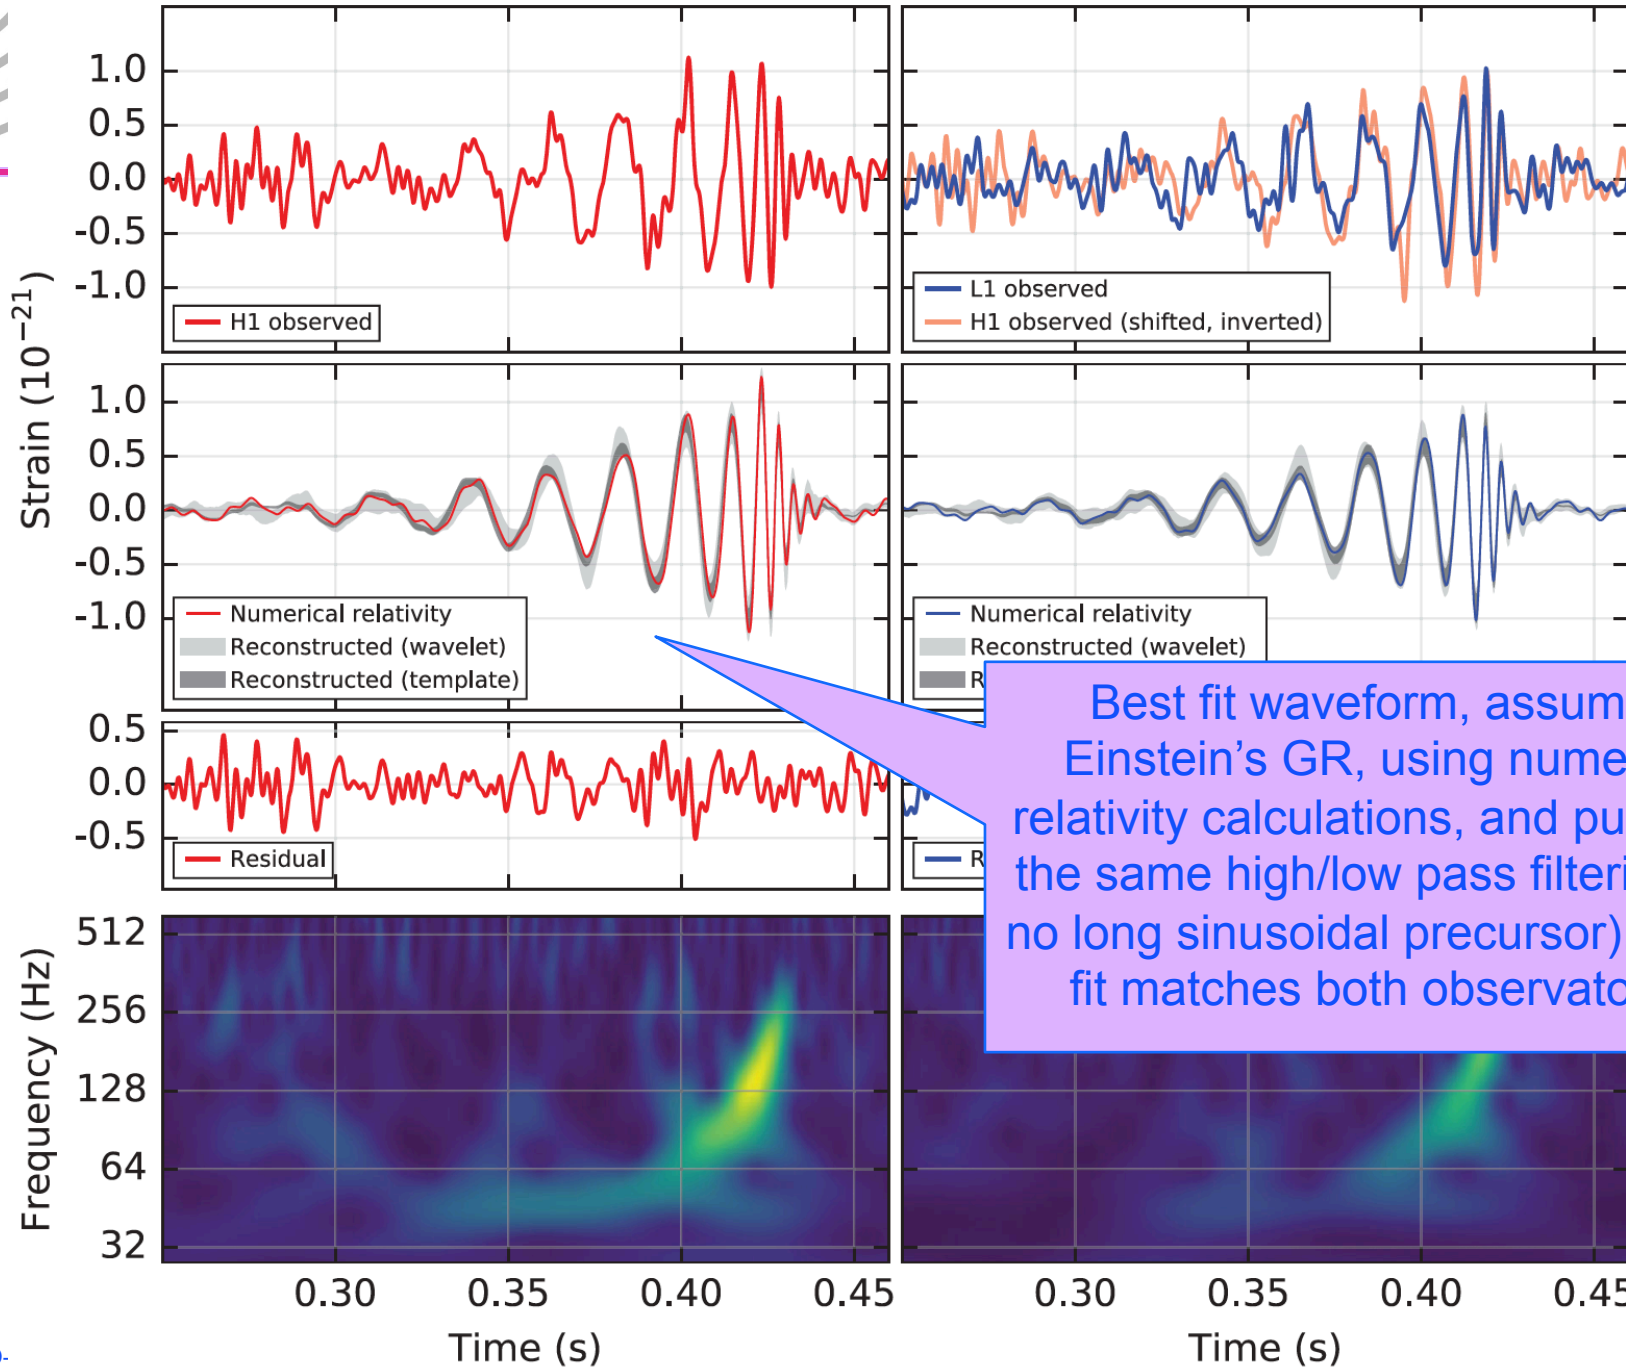 Strain (10⁻²¹)
1.0
0.5
0.0
-0.5
-1.0
H1 observed
L1 observed
H1 observed (shifted, inverted)
1.0
0.5
0.0
-0.5
-1.0
Numerical relativity
Reconstructed (wavelet)
Reconstructed (template)
Numerical relativity
Reconstructed (wavelet)
R
0.5
0.0
-0.5
Residual
R
Best fit waveform, assum
Einstein’s GR, using nume
relativity calculations, and pu
the same high/low pass filteri
no long sinusoidal precursor)
fit matches both observato
Frequency (Hz)
512
256
128
64
32
0.30 0.35 0.40 0.45
0.30 0.35 0.40 0.45
Time (s)
Time (s)